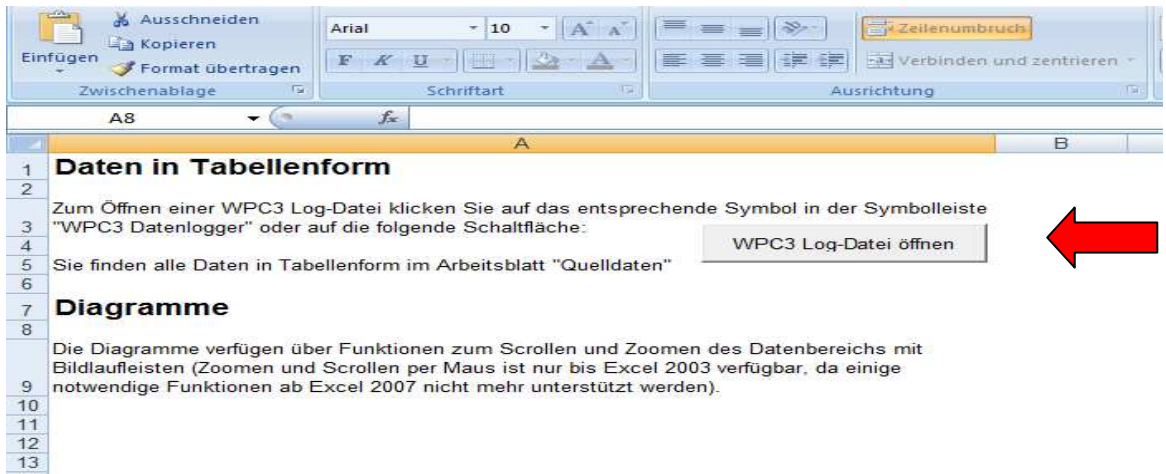 Ausschneiden
Kopieren
Einfügen
Format übertragen
Zwischenablage
Arial
10
A A
F K U
A
Schriftart
Zeilenumbruch
Verbinden und zentrieren
Ausrichtung
A8
fx
A B
1 Daten in Tabellenform
2
Zum Öffnen einer WPC3 Log-Datei klicken Sie auf das entsprechende Symbol in der Symbolleiste
3 "WPC3 Datenlogger" oder auf die folgende Schaltfläche:
WPC3 Log-Datei öffnen
4
5 Sie finden alle Daten in Tabellenform im Arbeitsblatt "Quelldaten"
6
7 Diagramme
8
Die Diagramme verfügen über Funktionen zum Scrollen und Zoomen des Datenbereichs mit
Bildlaufleisten (Zoomen und Scrollen per Maus ist nur bis Excel 2003 verfügbar, da einige
9 notwendige Funktionen ab Excel 2007 nicht mehr unterstützt werden).
10
11
12
13